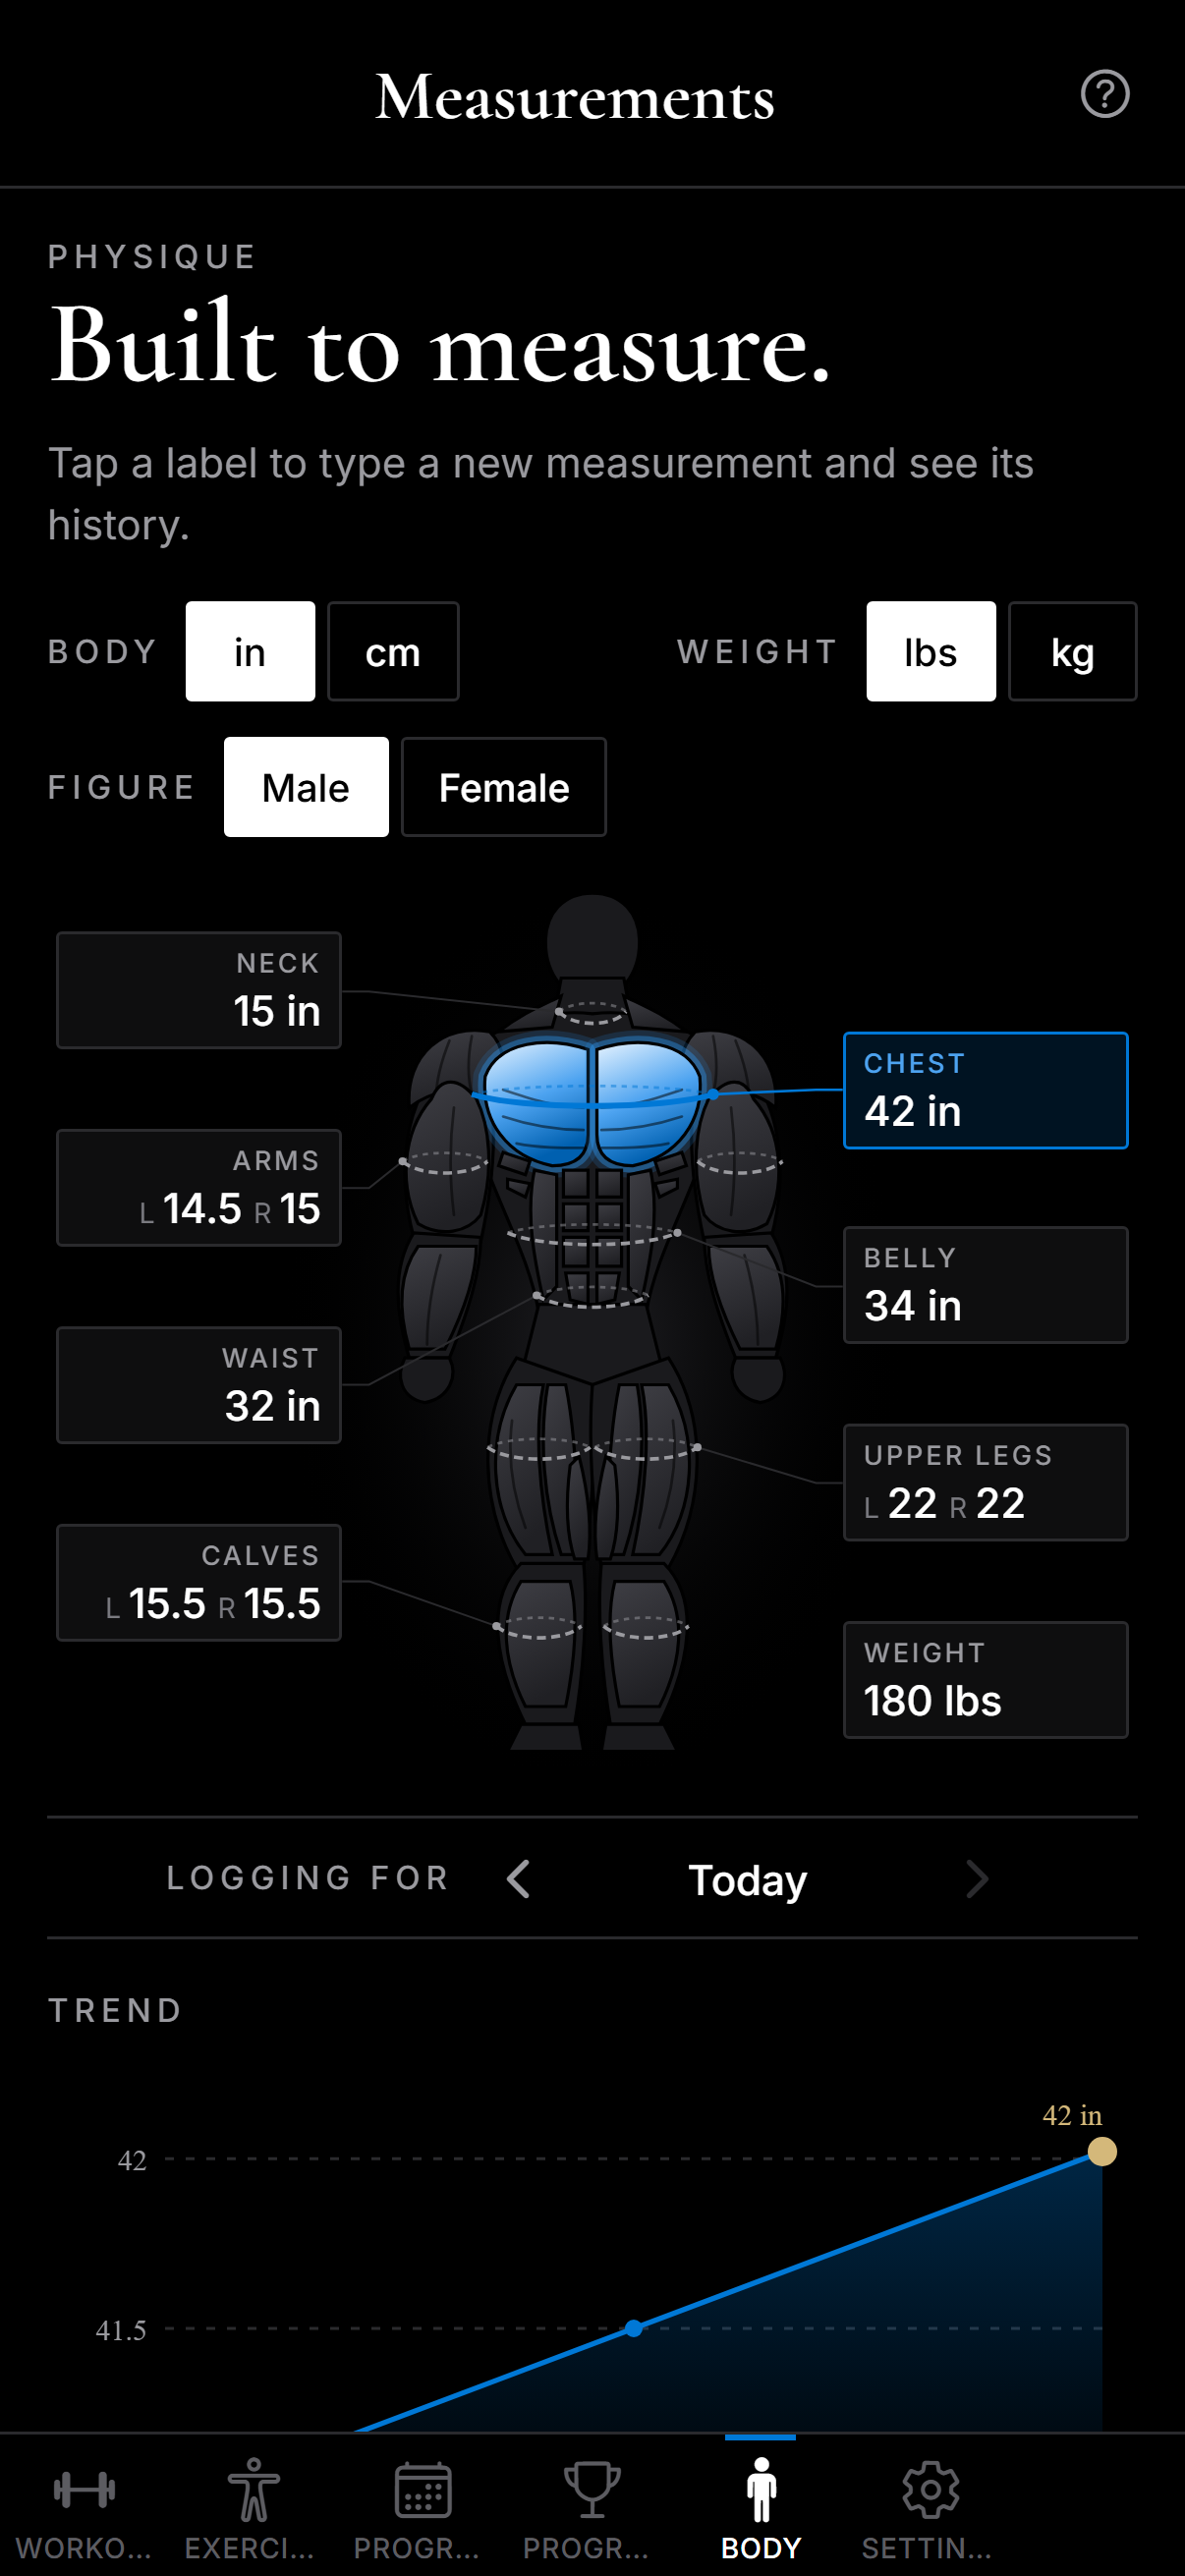 Measurements
PHYSIQUE
Built to measure.
Tap a label to type a new measurement and see its
history.
BODY in cm WEIGHT lbs kg
FIGURE Male Female
NECK
15 in
CHEST
42 in
ARMS
L 14.5 R 15
BELLY
34 in
WAIST
32 in
UPPER LEGS
L 22 R 22
CALVES
L 15.5 R 15.5
WEIGHT
180 lbs
LOGGING FOR Today
TREND
42 in
42
41.5
WORKO... EXERCI... PROGR... PROGR... BODY SETTIN...